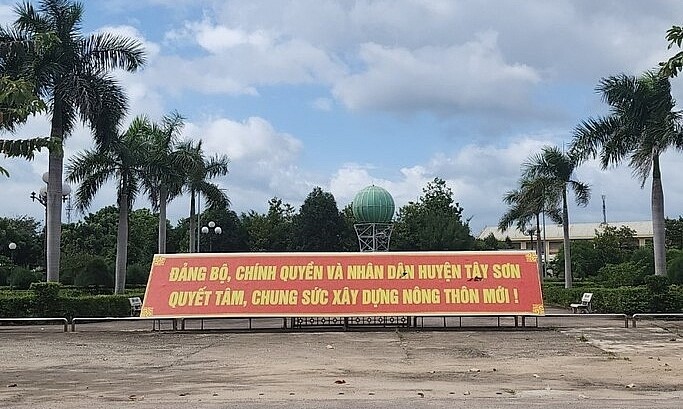 ĐẢNG BỘ, CHÍNH QUYỀN VÀ NHÂN DÂN HUYỆN TÂY SƠN
QUYẾT TÂM, CHUNG SỨC XÂY DỰNG NÔNG THÔN MỚI !